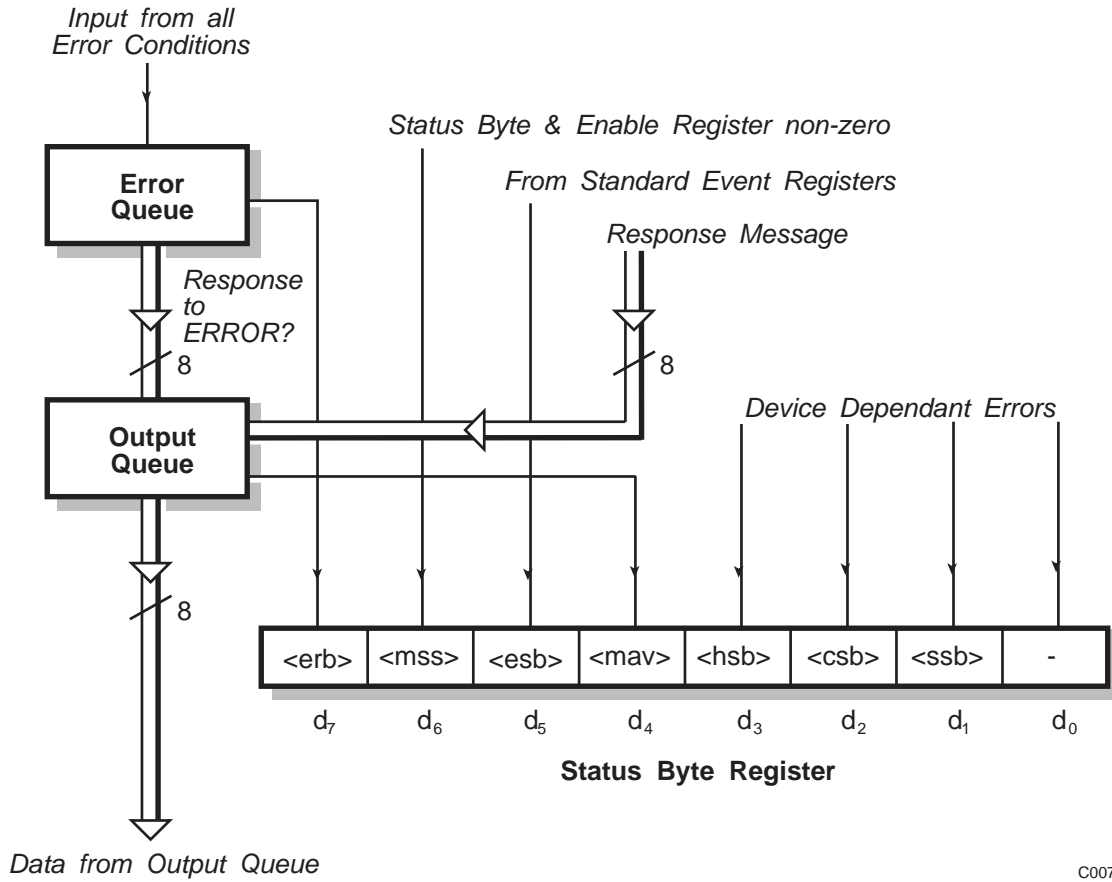 Input from all
Error Conditions
Status Byte & Enable Register non-zero
Error
Queue
From Standard Event Registers
Response Message
Response
to
ERROR?
8
8
Device Dependant Errors
Output
Queue
8
<erb> <mss> <esb> <mav> <hsb> <csb> <ssb> -
d7 d6 d5 d4 d3 d2 d1 d0
Status Byte Register
Data from Output Queue
C007